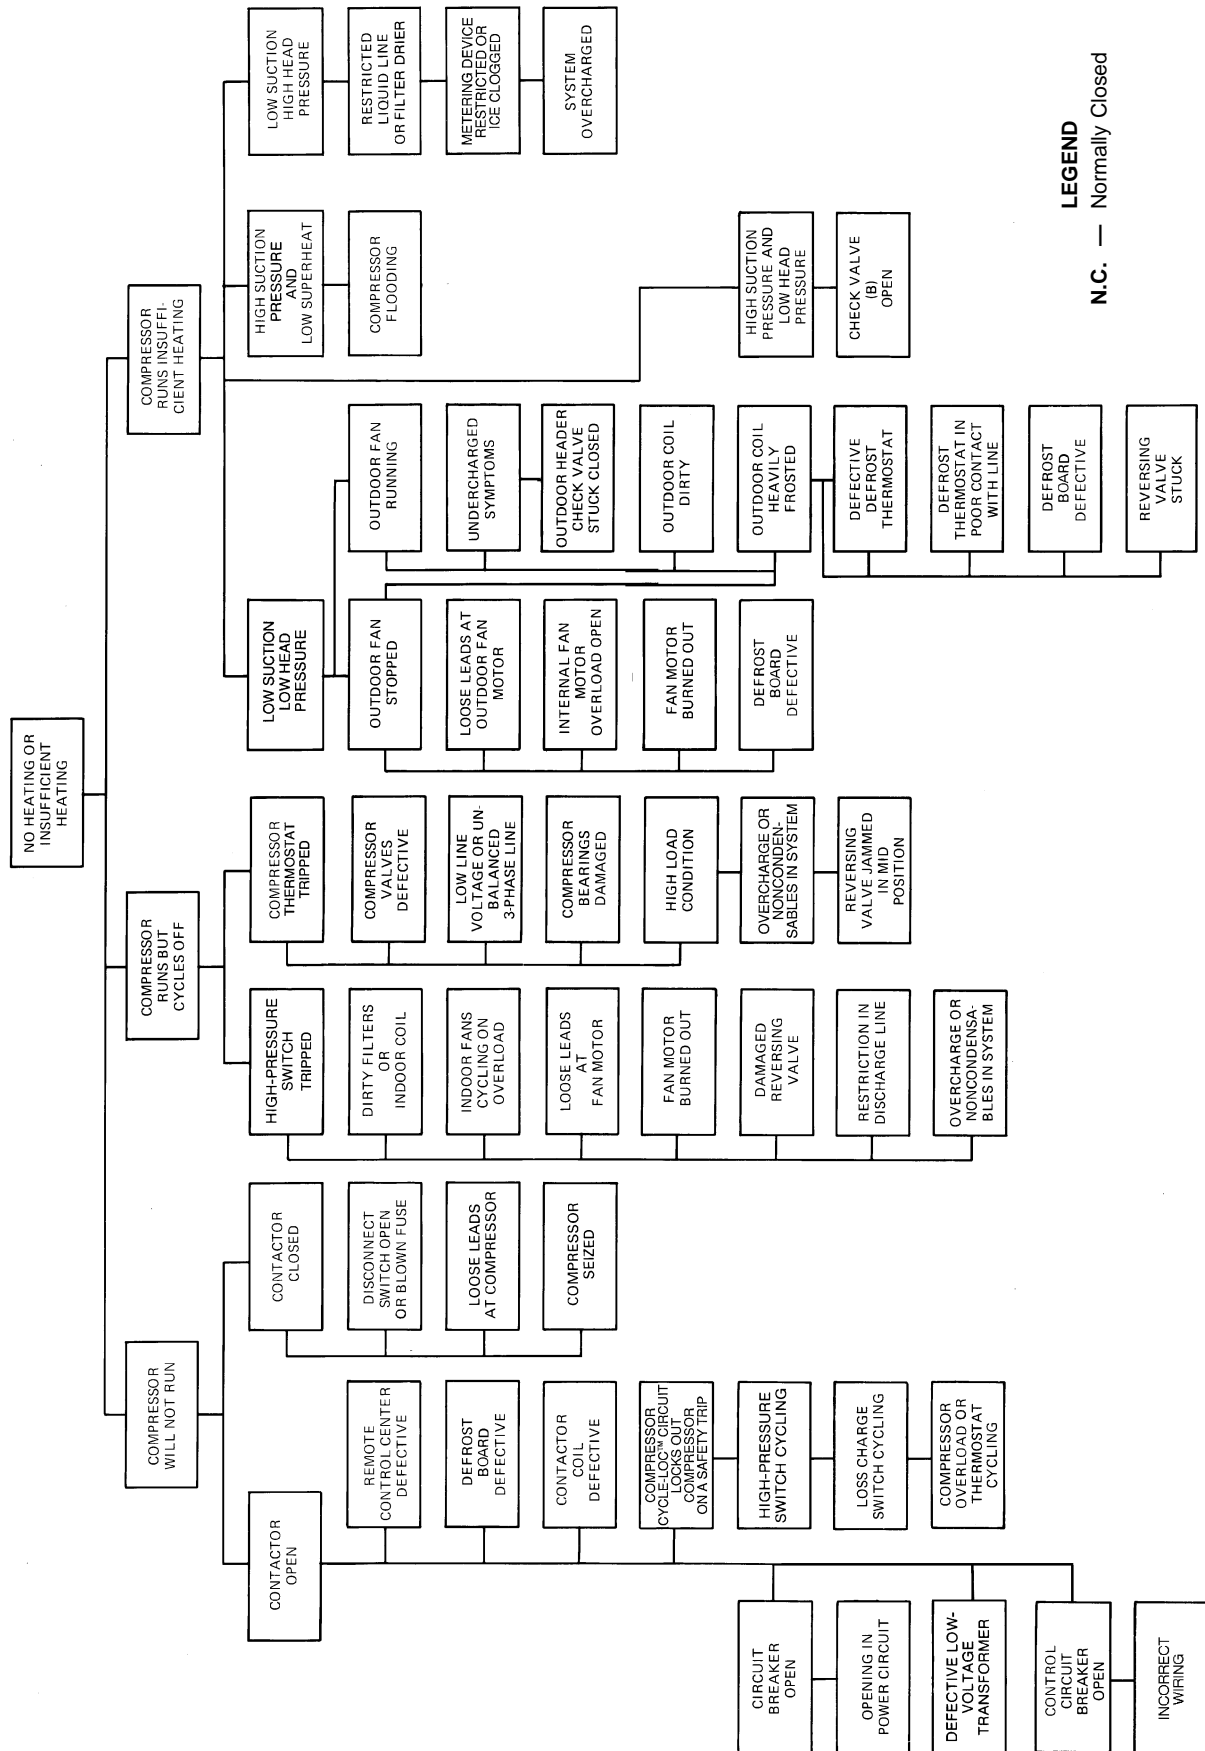 NO HEATING OR
INSUFFICIENT
HEATING
COMPRESSOR
WILL NOT RUN
COMPRESSOR
RUNS BUT
CYCLES OFF
COMPRESSOR
RUNS INSUFFI-
CIENT HEATING
CONTACTOR
OPEN
REMOTE
CONTROL CENTER
DEFECTIVE
DEFROST
BOARD
DEFECTIVE
CONTACTOR
COIL
DEFECTIVE
COMPRESSOR
CYCLE-LOC™ CIRCUIT
LOCKS OUT
COMPRESSOR
ON A SAFETY TRIP
HIGH-PRESSURE
SWITCH CYCLING
LOSS CHARGE
SWITCH CYCLING
COMPRESSOR
OVERLOAD OR
THERMOSTAT
CYCLING
CIRCUIT
BREAKER
OPEN
OPENING IN
POWER CIRCUIT
DEFECTIVE LOW-
VOLTAGE
TRANSFORMER
CONTROL
CIRCUIT
BREAKER
OPEN
INCORRECT
WIRING
CONTACTOR
CLOSED
DISCONNECT
SWITCH OPEN
OR BLOWN FUSE
LOOSE LEADS
AT COMPRESSOR
COMPRESSOR
SEIZED
HIGH-PRESSURE
SWITCH
TRIPPED
DIRTY FILTERS
OR
INDOOR COIL
INDOOR FANS
CYCLING ON
OVERLOAD
LOOSE LEADS
AT
FAN MOTOR
FAN MOTOR
BURNED OUT
DAMAGED
REVERSING
VALVE
RESTRICTION IN
DISCHARGE LINE
OVERCHARGE OR
NONCONDENSA-
BLES IN SYSTEM
COMPRESSOR
THERMOSTAT
TRIPPED
COMPRESSOR
VALVES
DEFECTIVE
LOW LINE
VOLTAGE OR UN-
BALANCED
3-PHASE LINE
COMPRESSOR
BEARINGS
DAMAGED
HIGH LOAD
CONDITION
OVERCHARGE OR
NONCONDEN-
SABLES IN SYSTEM
REVERSING
VALVE JAMMED
IN MID
POSITION
LOW SUCTION
LOW HEAD
PRESSURE
OUTDOOR FAN
STOPPED
LOOSE LEADS AT
OUTDOOR FAN
MOTOR
INTERNAL FAN
MOTOR
OVERLOAD OPEN
FAN MOTOR
BURNED OUT
DEFROST
BOARD
DEFECTIVE
OUTDOOR FAN
RUNNING
UNDERCHARGED
SYMPTOMS
OUTDOOR HEADER
CHECK VALVE
STUCK CLOSED
OUTDOOR COIL
DIRTY
OUTDOOR COIL
HEAVILY
FROSTED
DEFECTIVE
DEFROST
THERMOSTAT
DEFROST
THERMOSTAT IN
POOR CONTACT
WITH LINE
DEFROST
BOARD
DEFECTIVE
REVERSING
VALVE
STUCK
HIGH SUCTION
PRESSURE
AND
LOW SUPERHEAT
COMPRESSOR
FLOODING
HIGH SUCTION
PRESSURE AND
LOW HEAD
PRESSURE
CHECK VALVE
(B)
OPEN
LOW SUCTION
HIGH HEAD
PRESSURE
RESTRICTED
LIQUID LINE
OR FILTER DRIER
METERING DEVICE
RESTRICTED OR
ICE CLOGGED
SYSTEM
OVERCHARGED
LEGEND
N.C. — Normally Closed